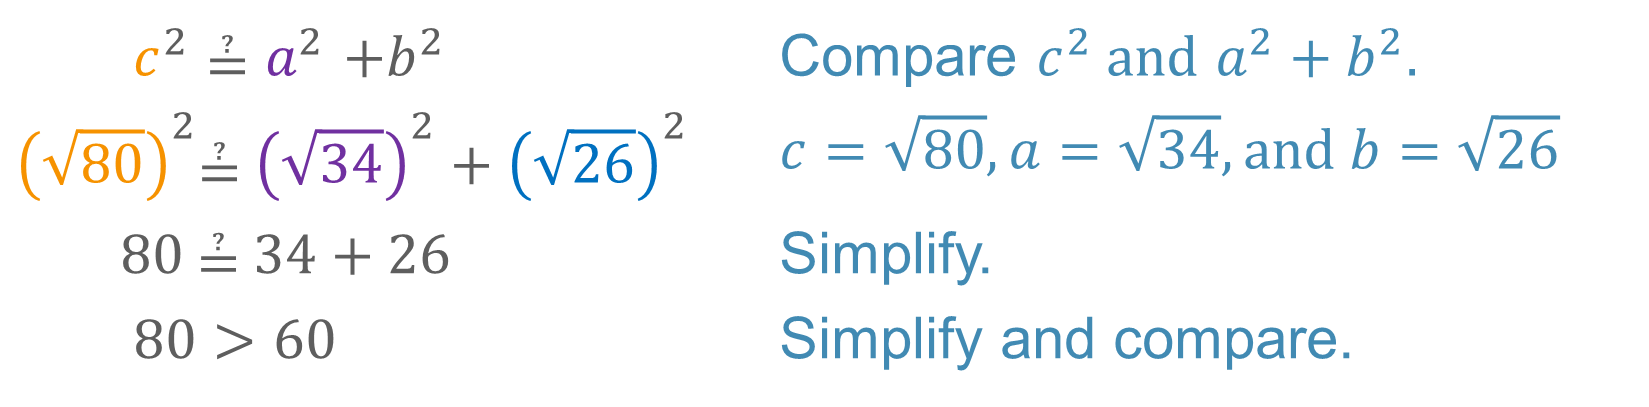 c² ≟ a² +b² Compare c² and a² + b².
(√80)² ≟ (√34)² + (√26)² c = √80, a = √34, and b = √26
80 ≟ 34 + 26 Simplify.
80 > 60 Simplify and compare.